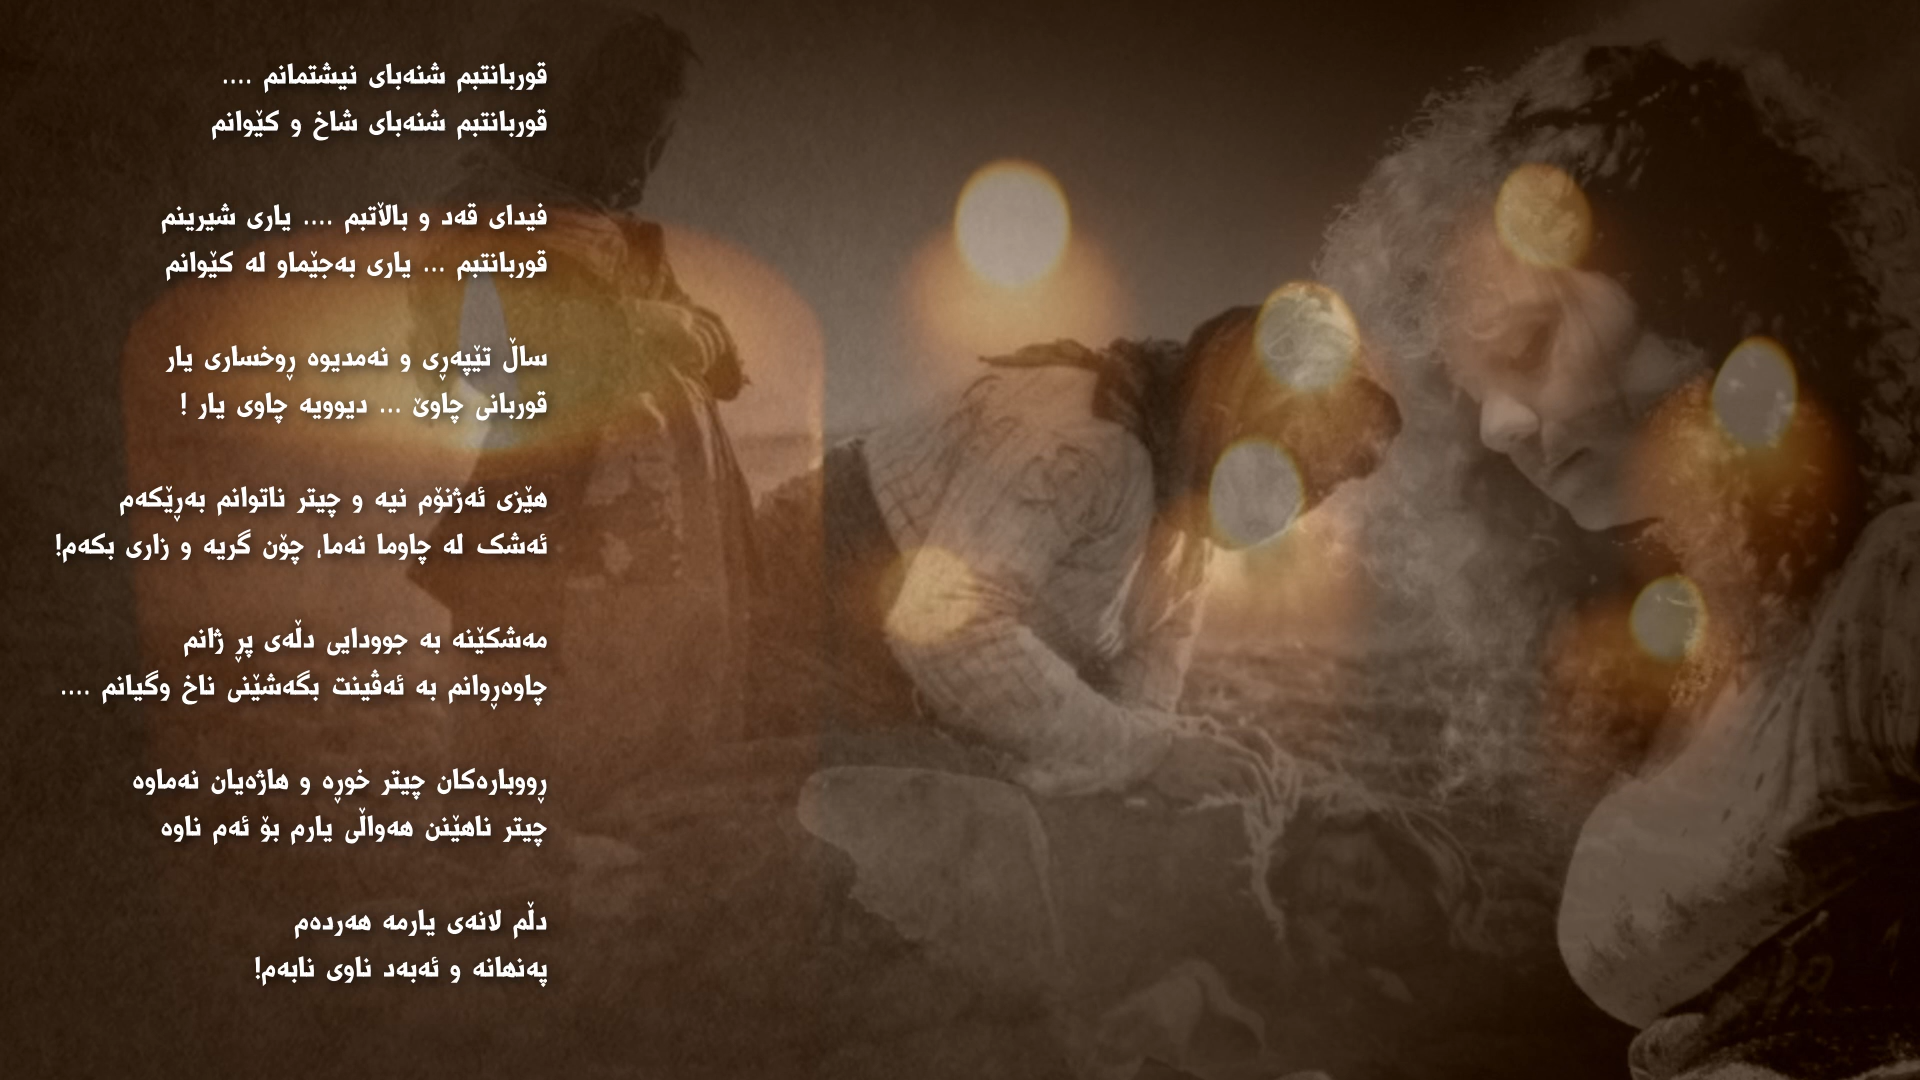 قوربانتبم شنەبای نیشتمانم ....
قوربانتبم شنەبای شاخ و کێوانم
فیدای قەد و باڵاتبم .... یاری شیرینم
قوربانتبم ... یاری بەجێماو لە کێوانم
ساڵ تێپەڕی و نەمدیوە ڕوخساری یار
قوربانی چاوێ ... دیوویە چاوی یار !
هێزی ئەژنۆم نیە و چیتر ناتوانم بەڕێکەم
ئەشک لە چاوما نەما، چۆن گریە و زاری بکەم!
مەشکێنە بە جوودایی دڵەی پڕ ژانم
چاوەڕوانم بە ئەڤینت بگەشێنی ناخ وگیانم ....
ڕووبارەکان چیتر خوڕە و هاژەیان نەماوە
چیتر ناهێنن هەواڵی یارم بۆ ئەم ناوە
دڵم لانەی یارمە هەردەم
پەنهانە و ئەبەد ناوی نابەم!